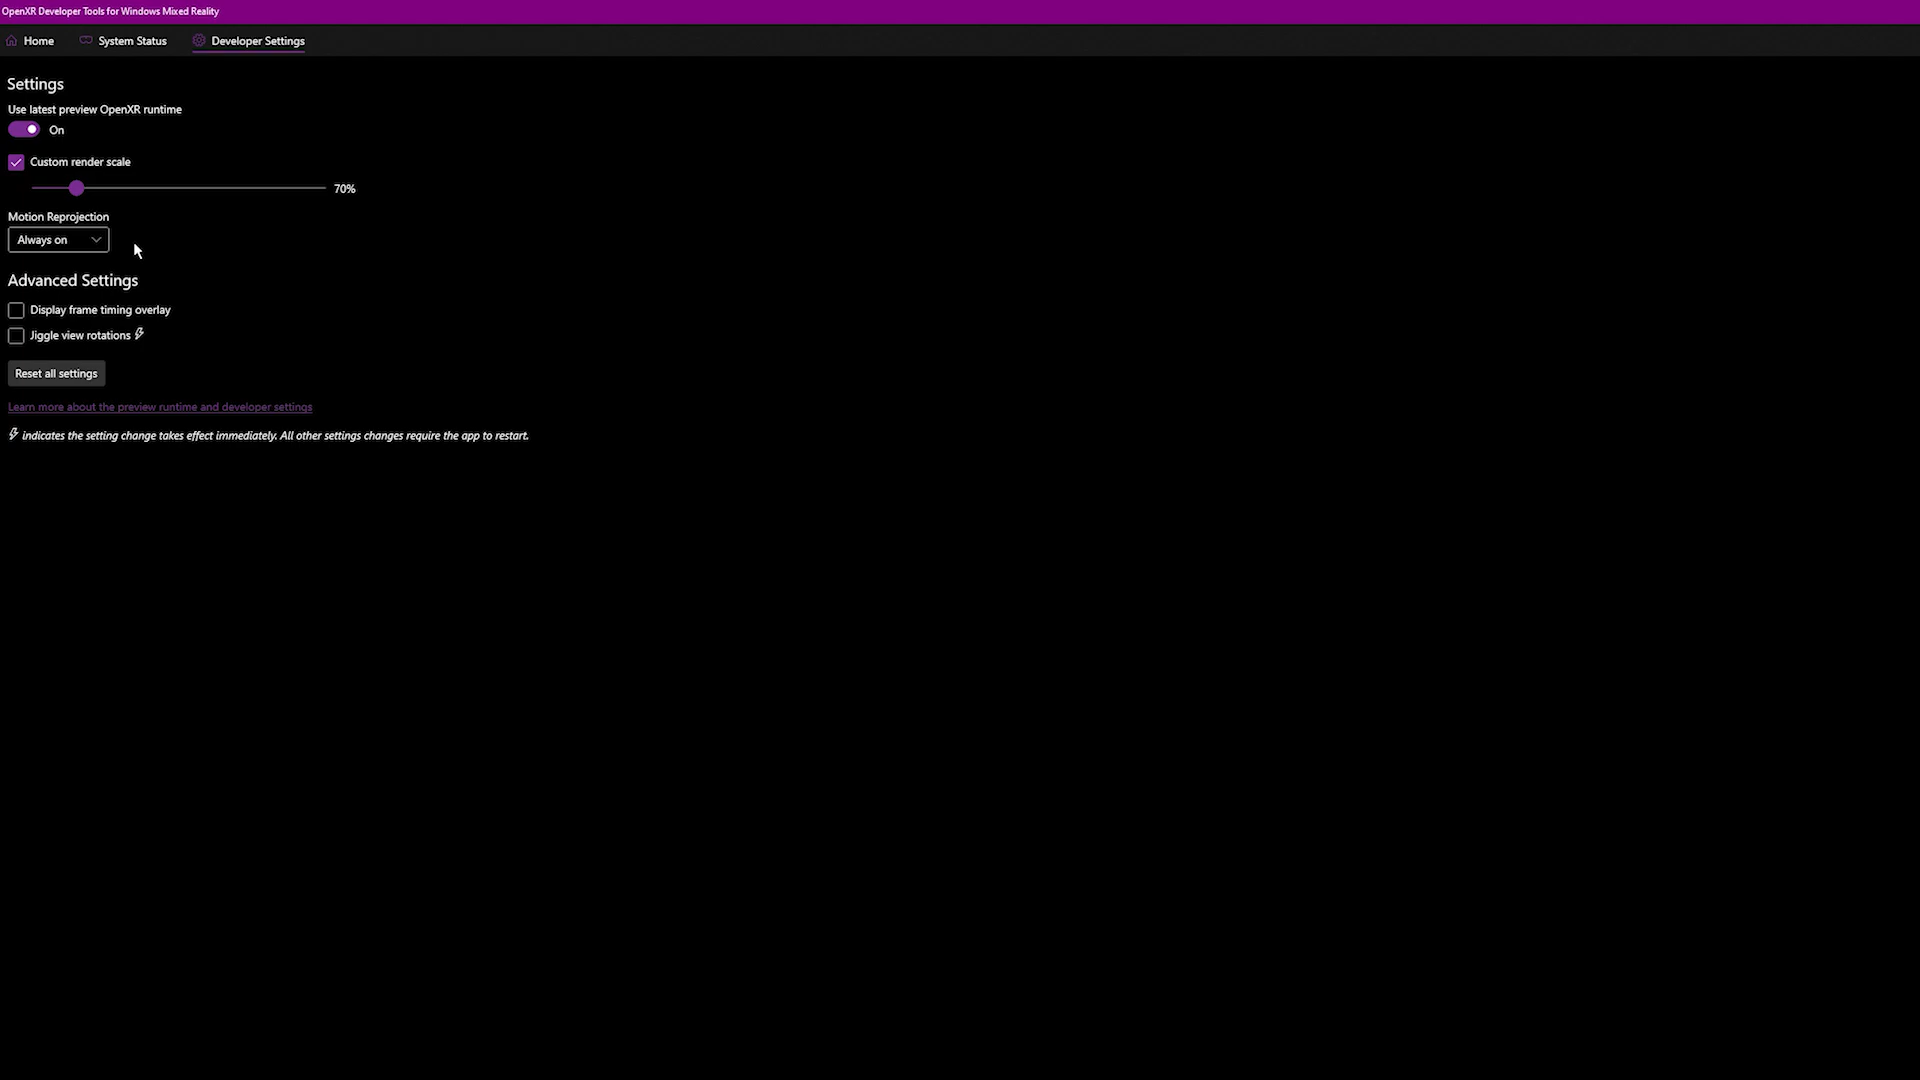 OpenXR Developer Tools for Windows Mixed Reality
Home System Status Developer Settings
Settings
Use latest preview OpenXR runtime
On
Custom render scale
70%
Motion Reprojection
Always on
Advanced Settings
Display frame timing overlay
Jiggle view rotations
Reset all settings
Learn more about the preview runtime and developer settings
indicates the setting change takes effect immediately. All other settings changes require the app to restart.